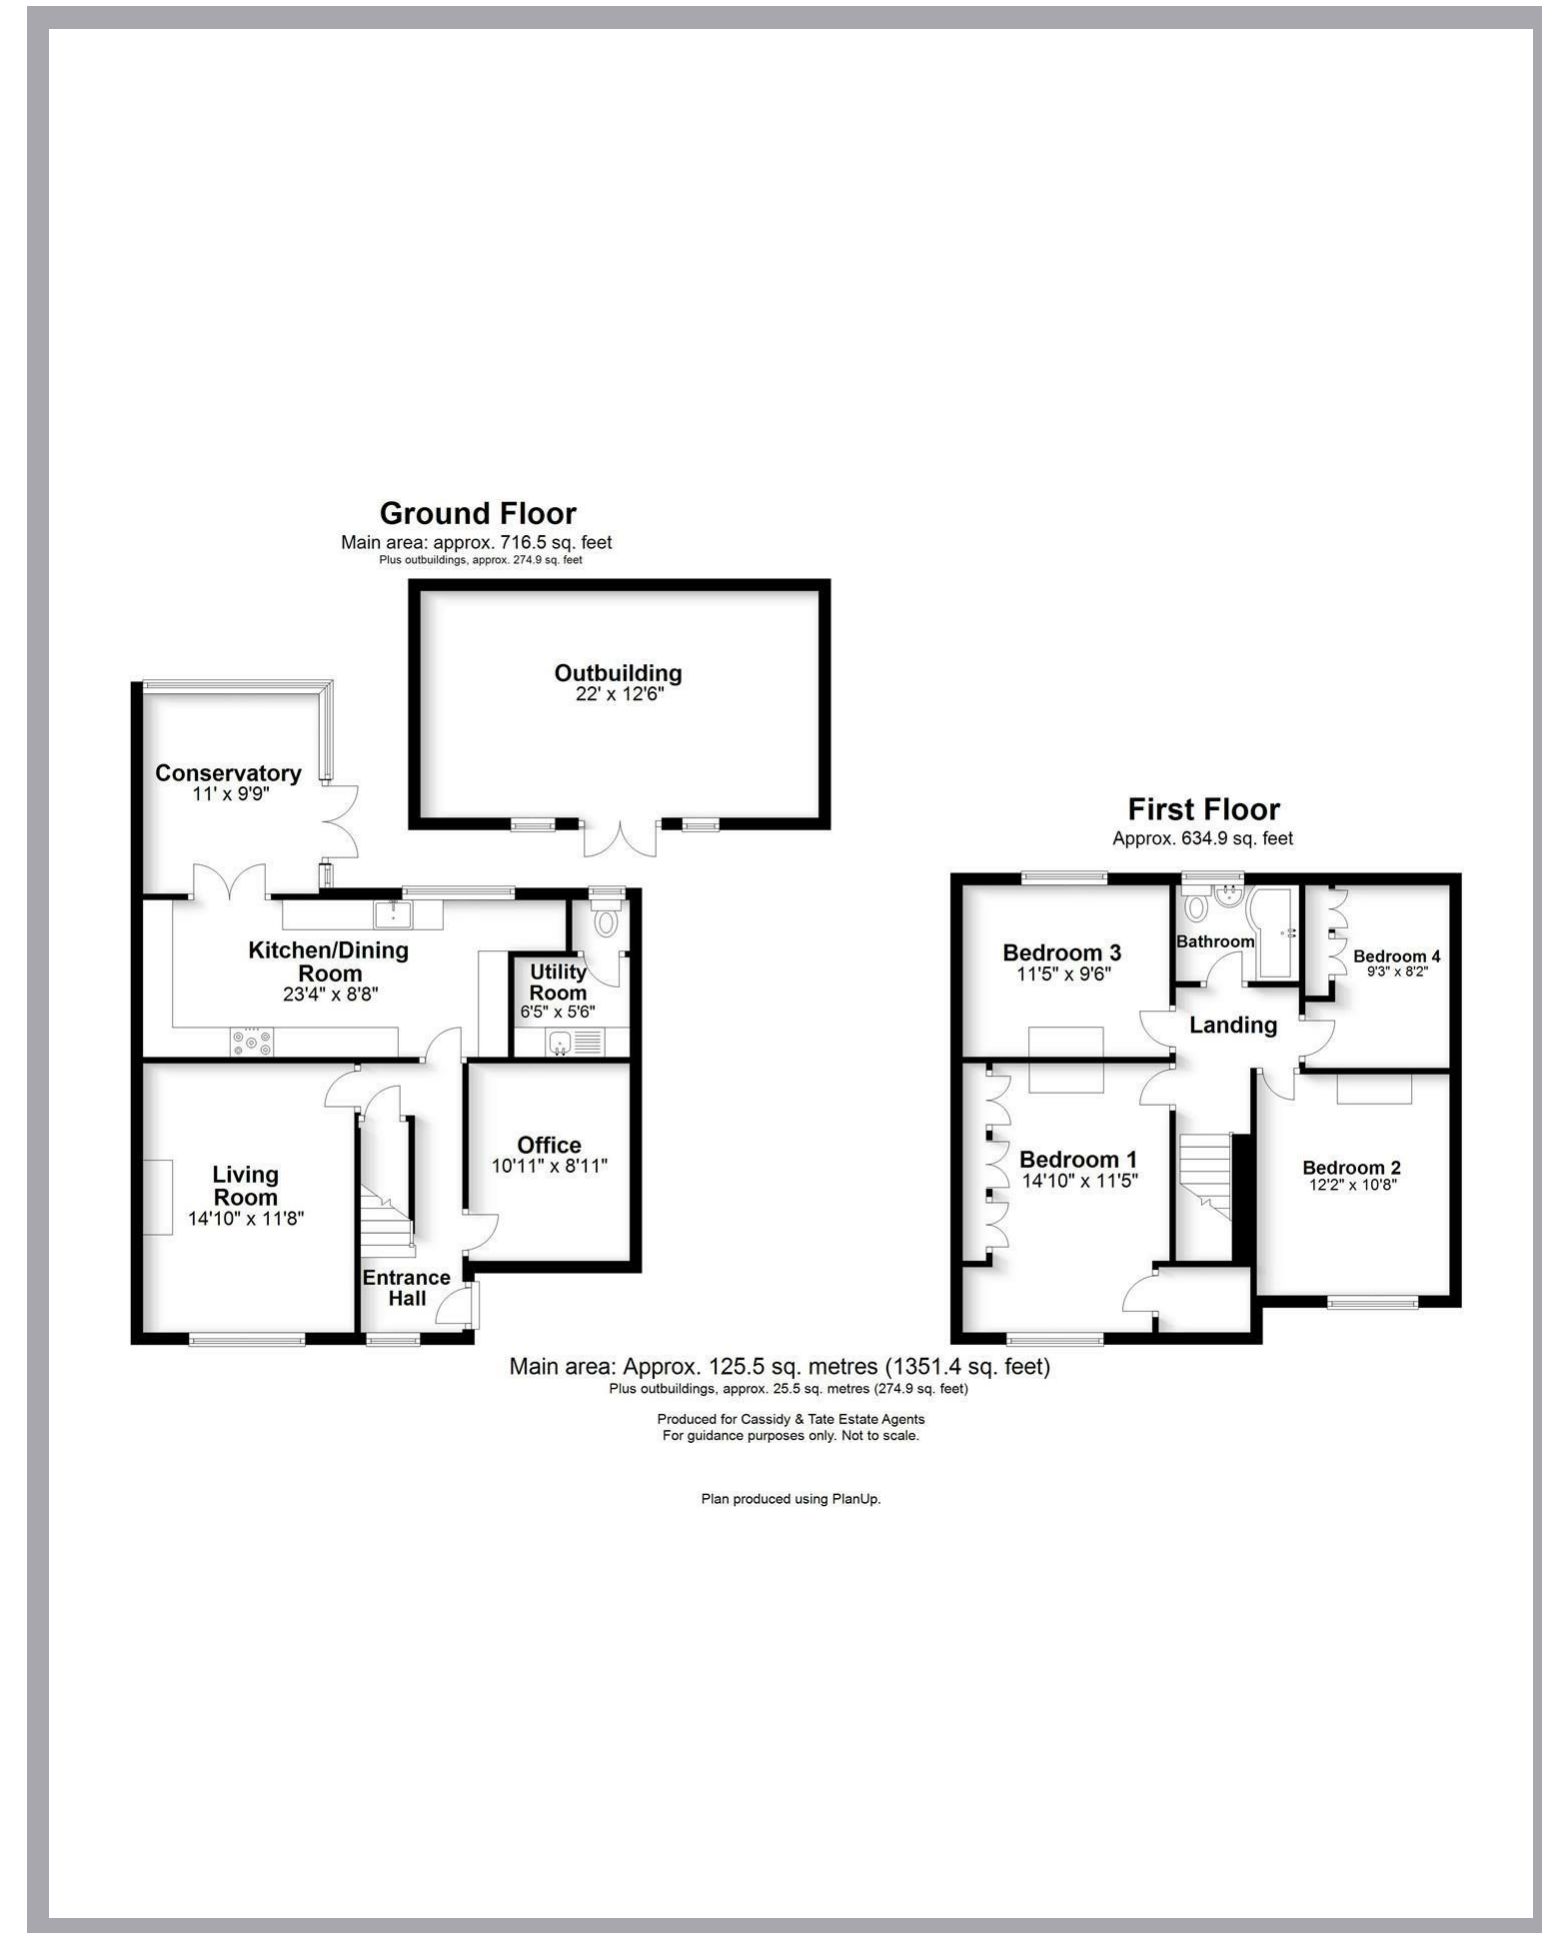 Ground Floor
Main area: approx. 716.5 sq. feet
Plus outbuildings, approx. 274.9 sq. feet
Outbuilding
22' x 12'6"
Conservatory
11' x 9'9"
Kitchen/Dining
Room
23'4" x 8'8"
Utility
Room
6'5" x 5'6"
Living
Room
14'10" x 11'8"
Office
10'11" x 8'11"
Entrance
Hall
First Floor
Approx. 634.9 sq. feet
Bedroom 3
11'5" x 9'6"
Bathroom
Bedroom 4
9'3" x 8'2"
Landing
Bedroom 1
14'10" x 11'5"
Bedroom 2
12'2" x 10'8"
Main area: Approx. 125.5 sq. metres (1351.4 sq. feet)
Plus outbuildings, approx. 25.5 sq. metres (274.9 sq. feet)
Produced for Cassidy & Tate Estate Agents
For guidance purposes only. Not to scale.
Plan produced using PlanUp.